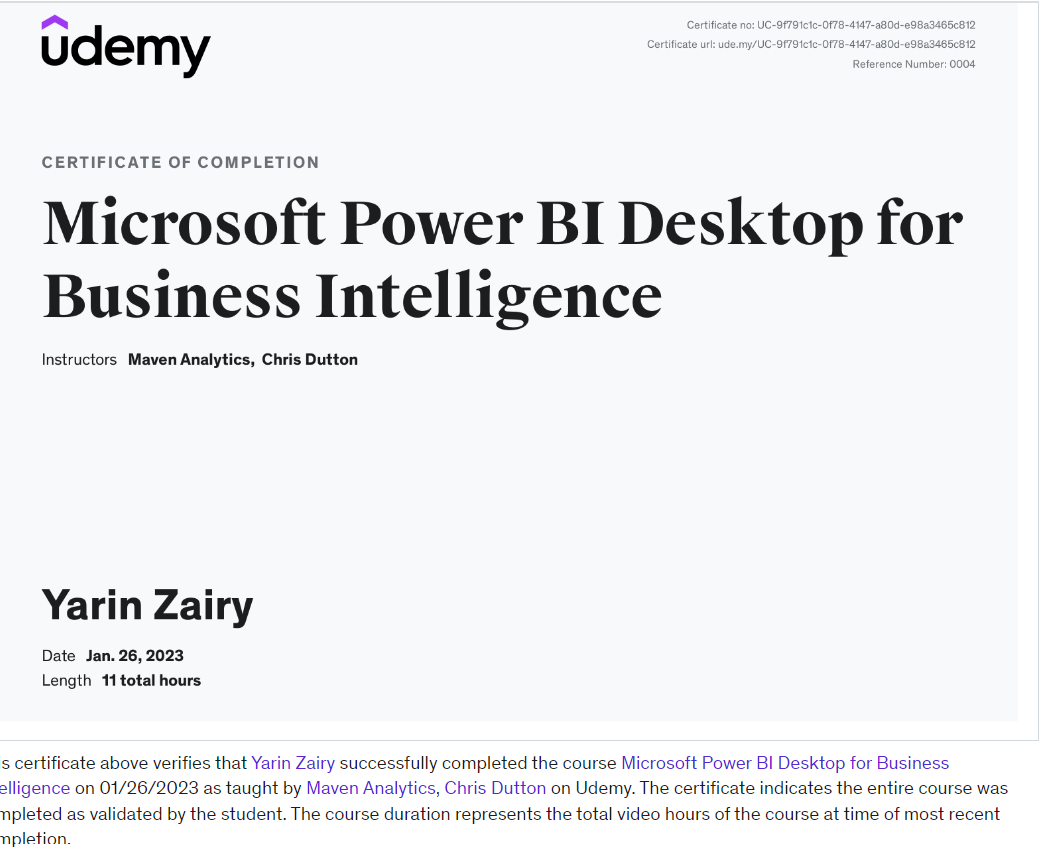 udemy
Certificate no: UC-9f791c1c-0f78-4147-a80d-e98a3465c812
Certificate url: ude.my/UC-9f791c1c-0f78-4147-a80d-e98a3465c812
Reference Number: 0004
CERTIFICATE OF COMPLETION
Microsoft Power BI Desktop for
Business Intelligence
Instructors Maven Analytics, Chris Dutton
Yarin Zairy
Date Jan. 26, 2023
Length 11 total hours
is certificate above verifies that Yarin Zairy successfully completed the course Microsoft Power BI Desktop for Business
elligence on 01/26/2023 as taught by Maven Analytics, Chris Dutton on Udemy. The certificate indicates the entire course was
mpleted as validated by the student. The course duration represents the total video hours of the course at time of most recent
mpletion.